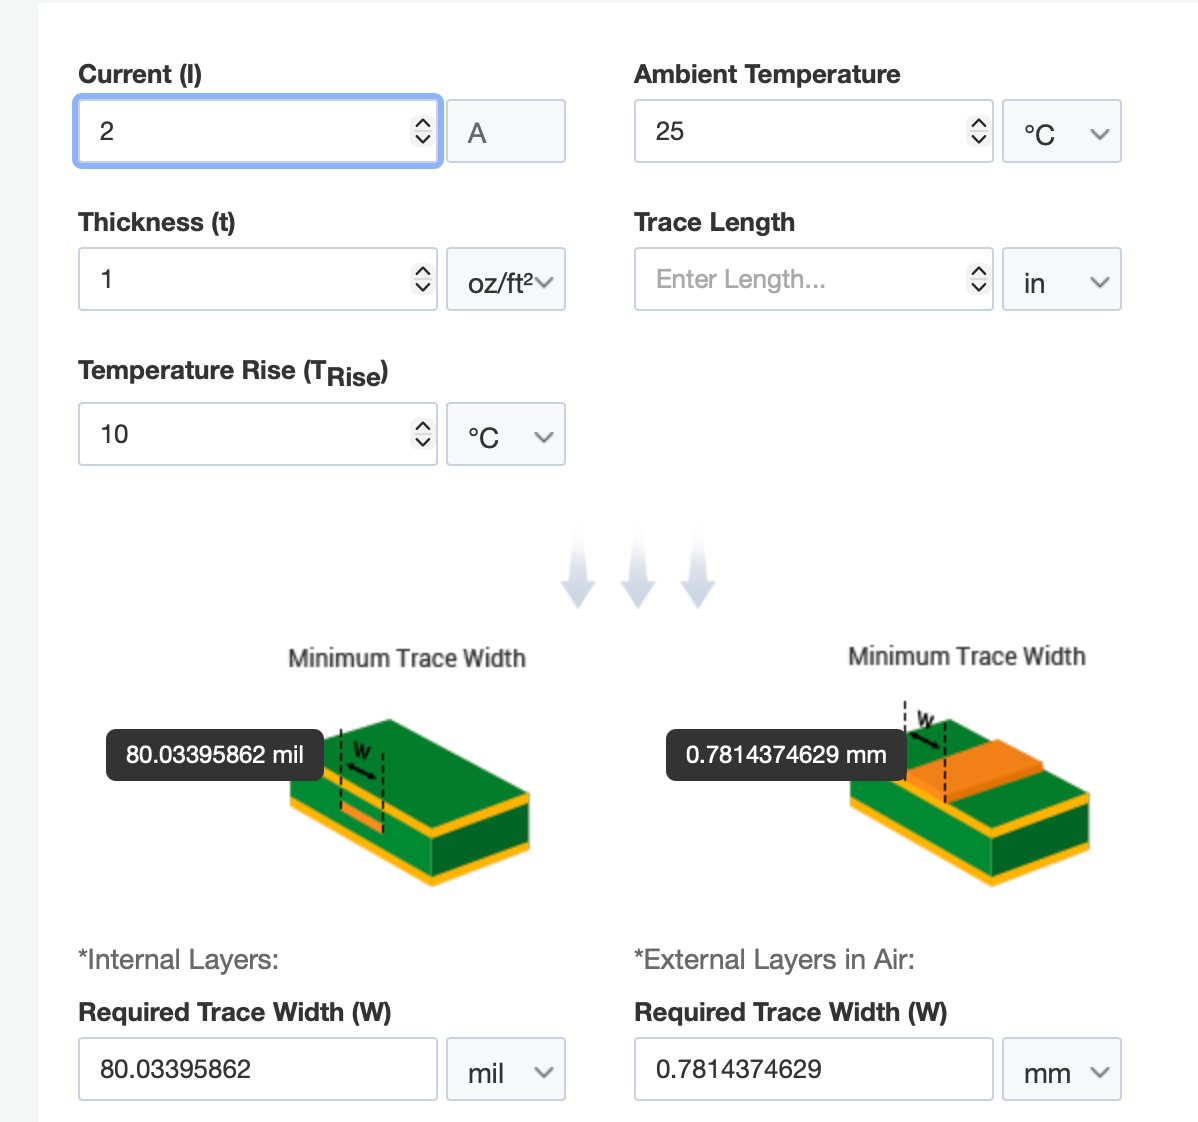 Current (I)
Ambient Temperature
2
A
25
°C
Thickness (t)
Trace Length
1
oz/ft²
Enter Length...
in
Temperature Rise (TRise)
10
°C
Minimum Trace Width
Minimum Trace Width
W
80.03395862 mil
W
0.7814374629 mm
*Internal Layers:
*External Layers in Air:
Required Trace Width (W)
Required Trace Width (W)
80.03395862
mil
0.7814374629
mm